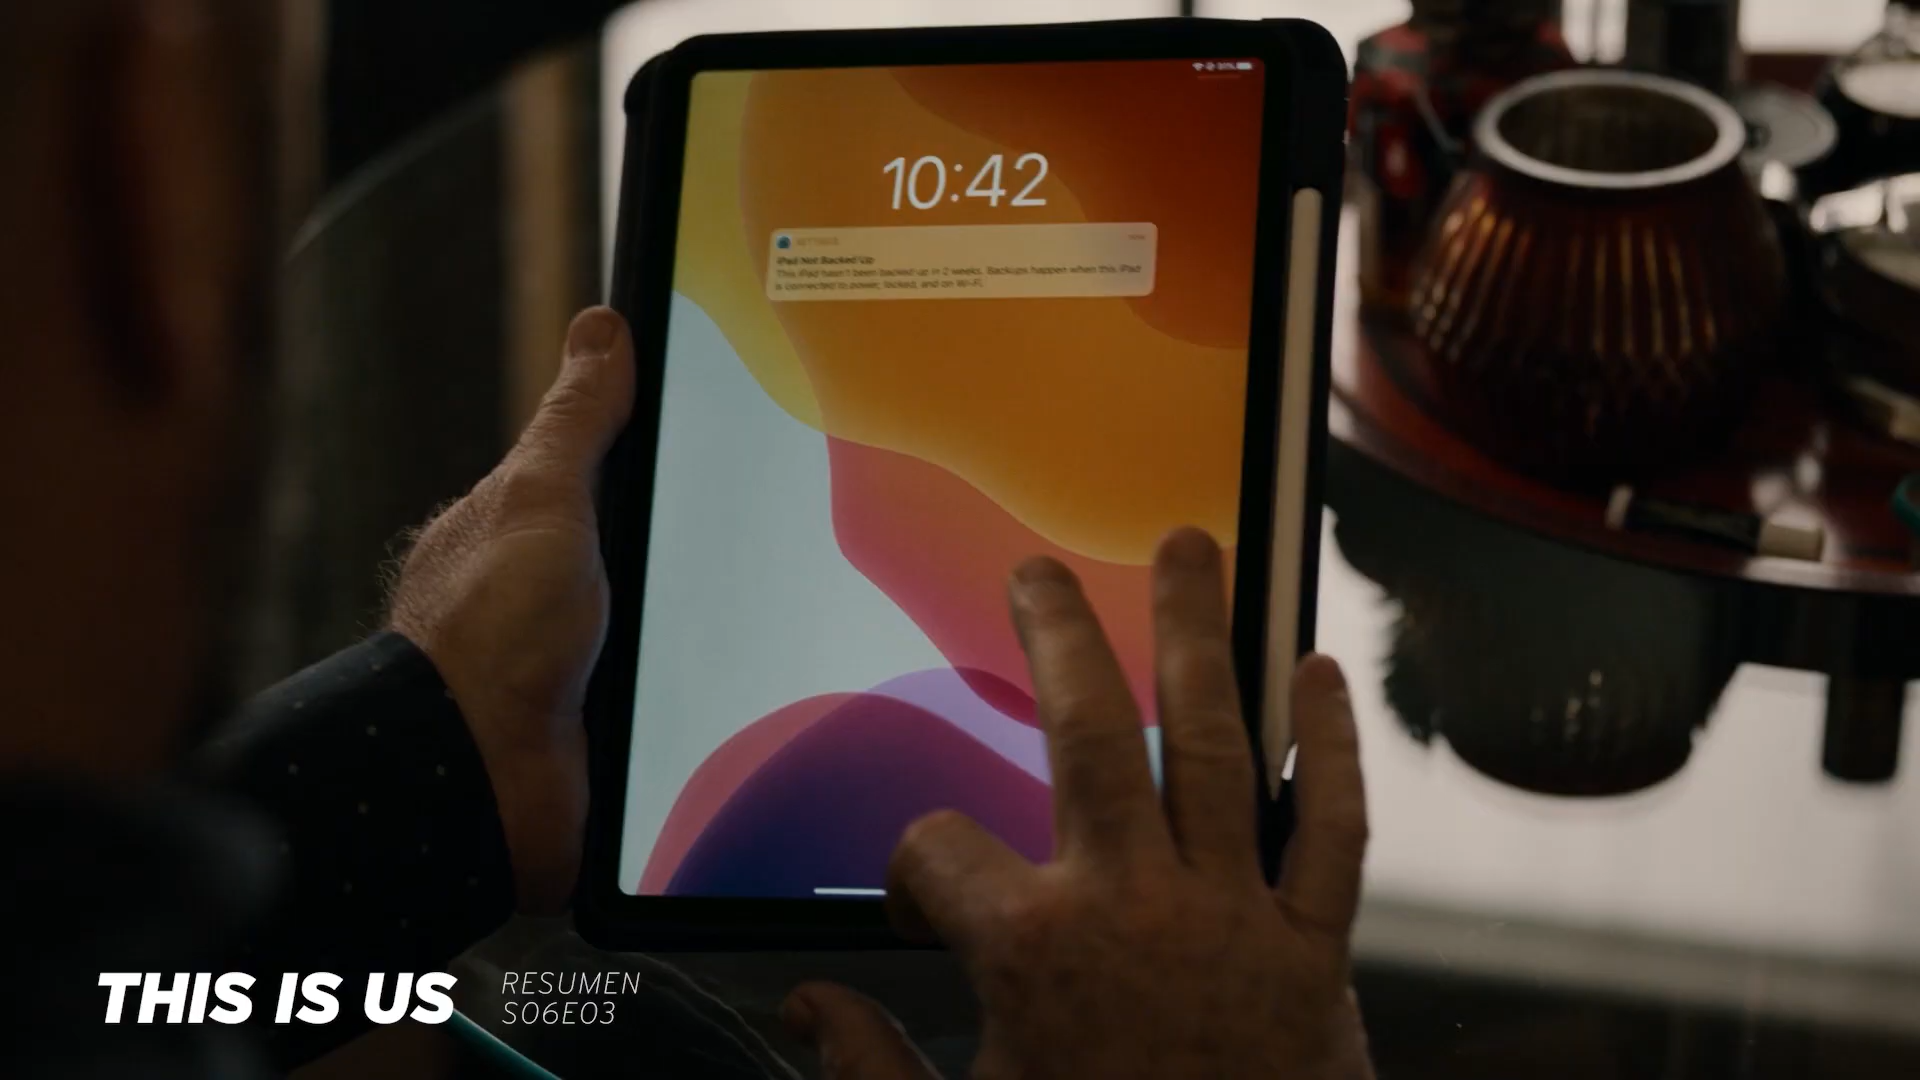 10:42
SETTINGS
iPad Not Backed Up
This iPad hasn't been backed up in 2 weeks. Backups happen when this iPad
is connected to power, locked, and on Wi-Fi.
THIS IS US
RESUMEN
S06E03